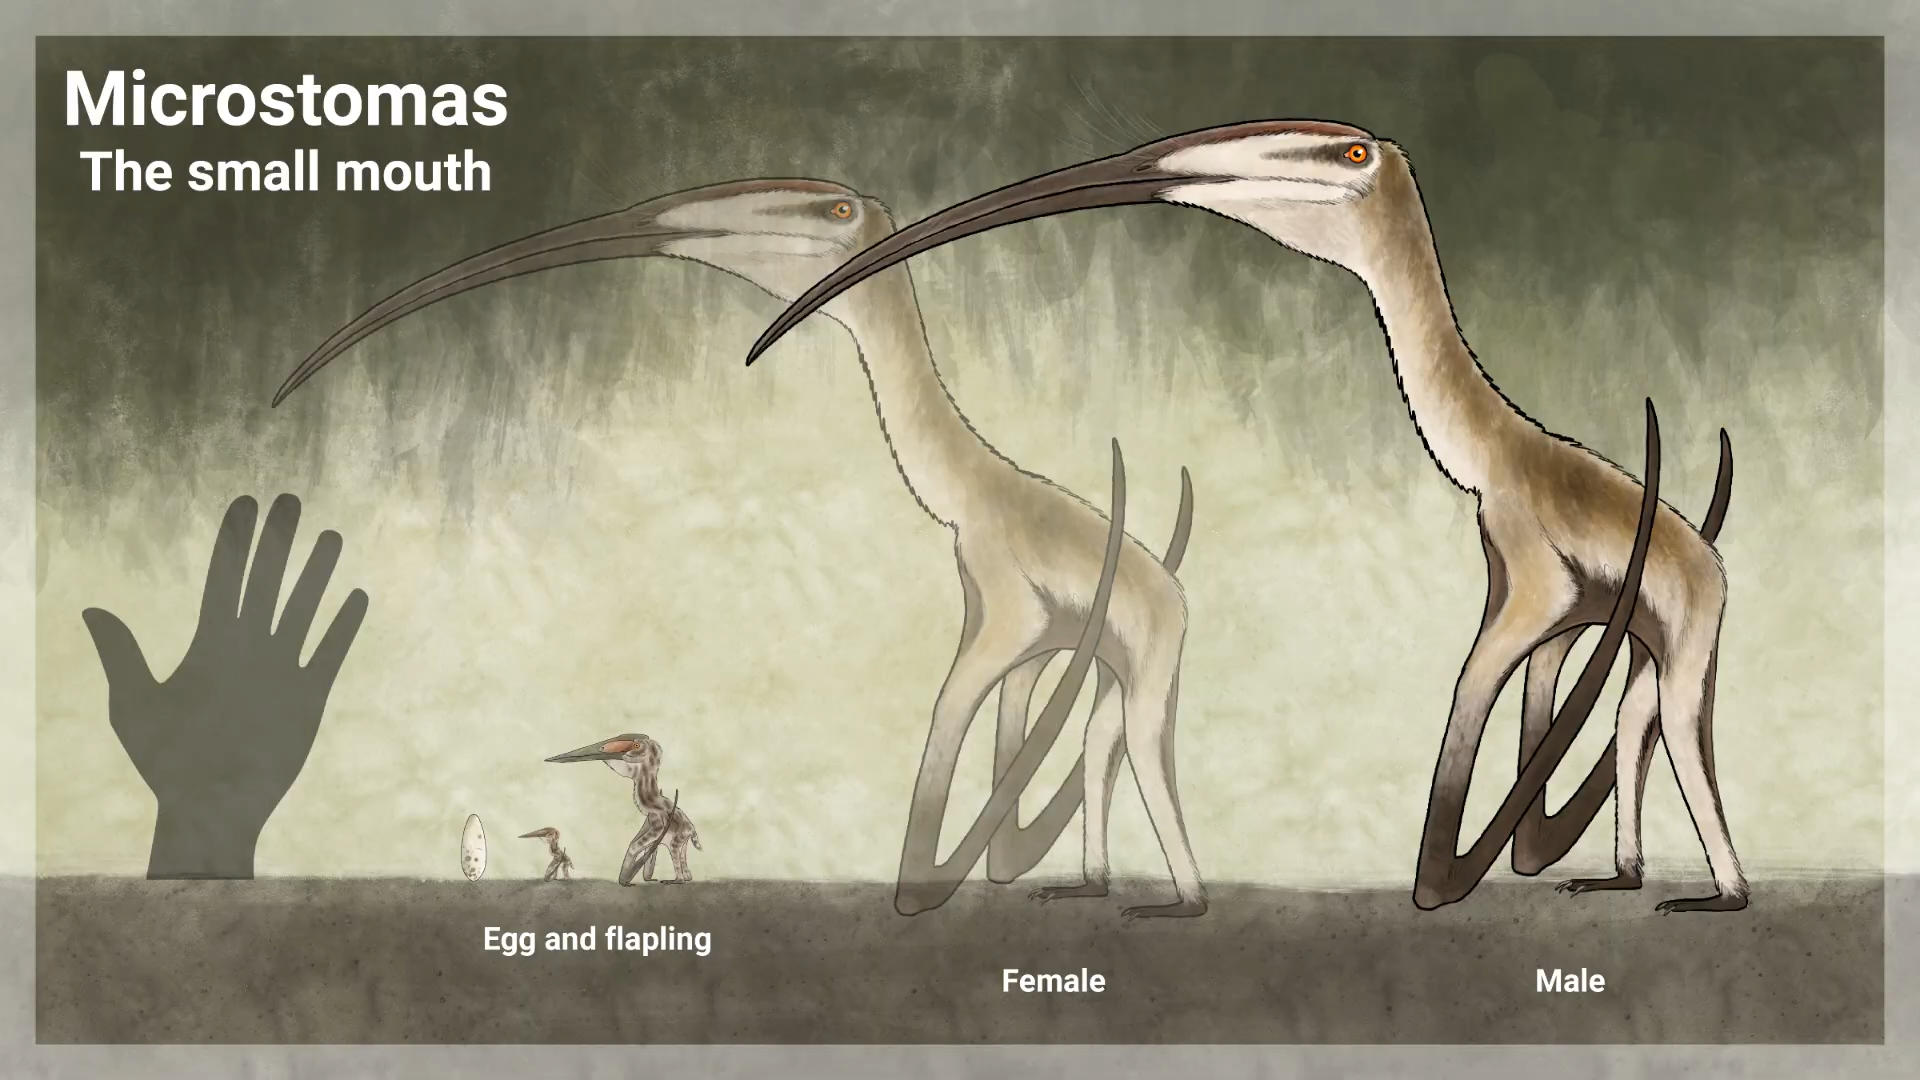 Microstomas
The small mouth
Egg and flapling
Female
Male